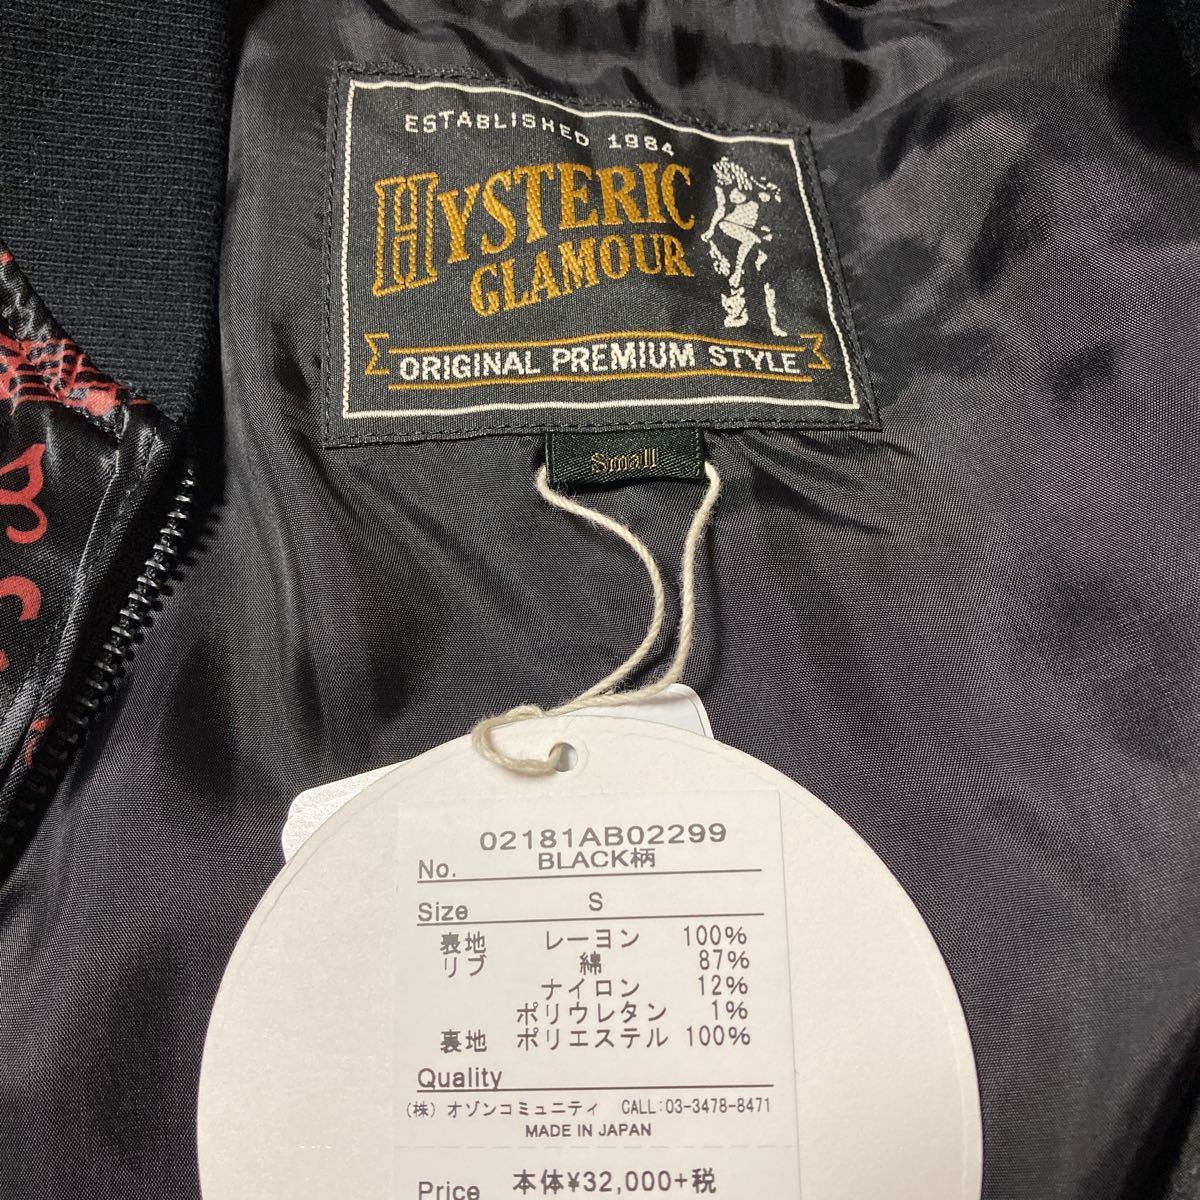 ESTABLISHED 1984
HYSTERIC
GLAMOUR
ORIGINAL PREMIUM STYLE
Small
02181AB02299
No. BLACK柄
Size S
表地 レーヨン 100%
リブ 綿 87%
ナイロン 12%
ポリウレタン 1%
裏地 ポリエステル 100%
Quality
(株) オゾンコミュニティ CALL:03-3478-8471
MADE IN JAPAN
Price 本体¥32,000+税